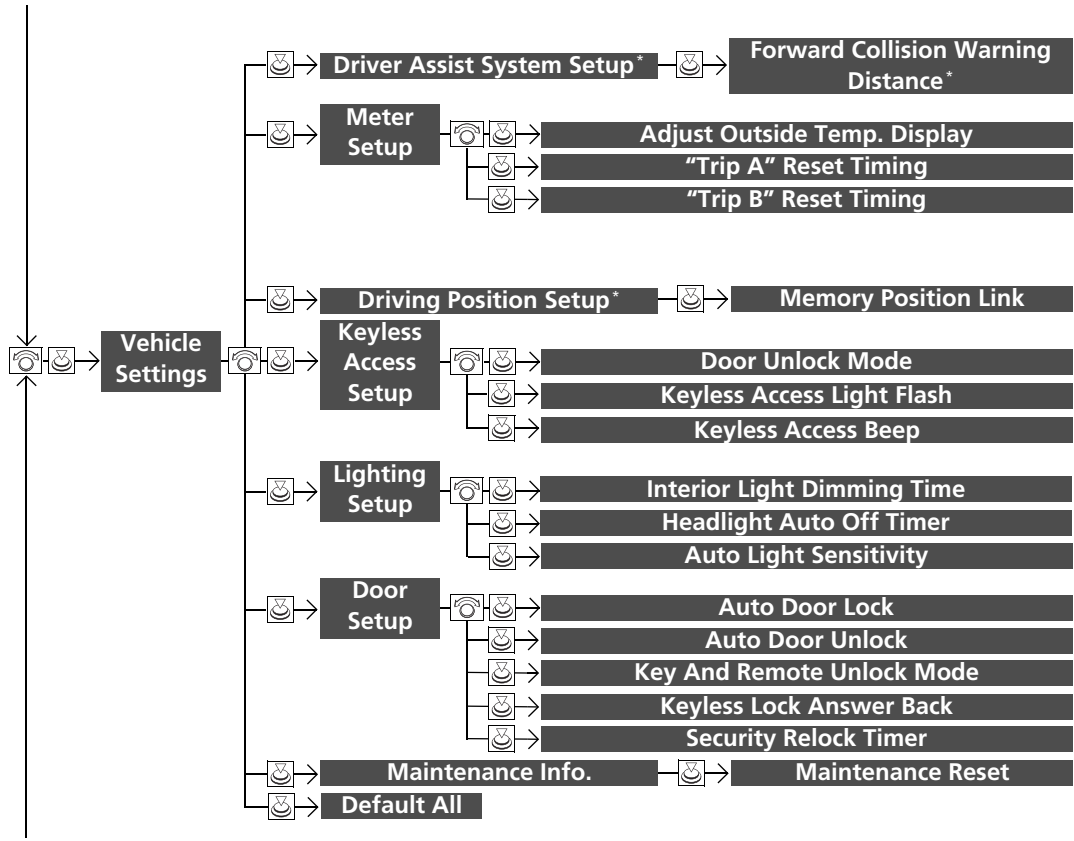 Driver Assist System Setup*
Forward Collision Warning
Distance*
Meter
Setup
Adjust Outside Temp. Display
“Trip A” Reset Timing
“Trip B” Reset Timing
Driving Position Setup*
Memory Position Link
Vehicle
Settings
Keyless
Access
Setup
Door Unlock Mode
Keyless Access Light Flash
Keyless Access Beep
Lighting
Setup
Interior Light Dimming Time
Headlight Auto Off Timer
Auto Light Sensitivity
Door
Setup
Auto Door Lock
Auto Door Unlock
Key And Remote Unlock Mode
Keyless Lock Answer Back
Security Relock Timer
Maintenance Info.
Maintenance Reset
Default All